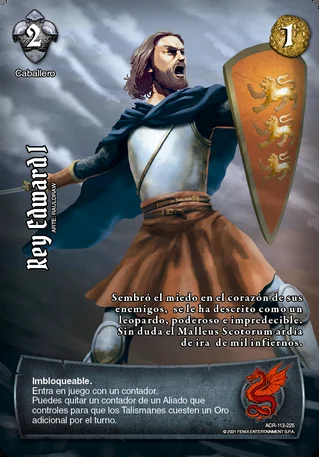 2
1
Caballero
Rey Edward I
ARTE: RAULDRAW
Sembró el miedo en el corazón de sus
enemigos, se le ha descrito como un
leopardo, poderoso e impredecible.
Sin duda el Malleus Scotorum ardía
de ira de mil infiernos.
Imbloqueable.
Entra en juego con un contador.
Puedes quitar un contador de un Aliado que
controles para que los Talismanes cuesten un Oro
adicional por el turno.
ACR-113-225
©2021 FENIX ENTERTAINMENT S.P.A.